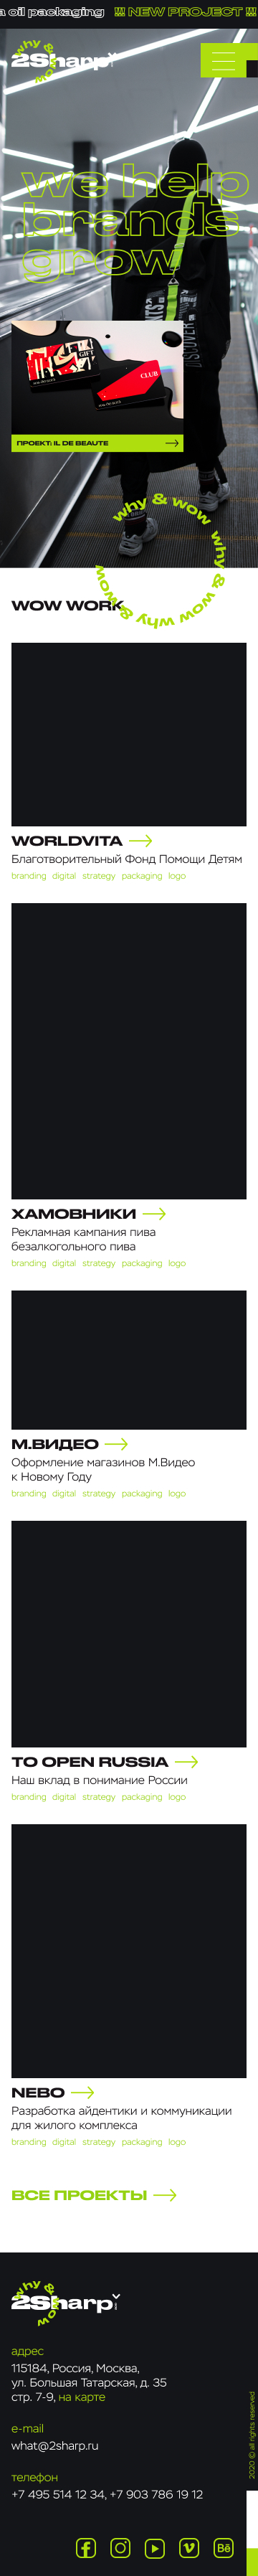 a oil packaging !!! NEW PROJECT !!!
why &
2Sharp
we help
brands
grow
GIFT
CLUB
ПРОЕКТ: IL DE BEAUTE
why & wow why & wow why & wow
WOW WORK
WORLDVITA
Благотворительный Фонд Помощи Детям
branding digital strategy packaging logo
ХАМОВНИКИ
Рекламная кампания пива
безалкогольного пива
branding digital strategy packaging logo
М.ВИДЕО
Оформление магазинов М.Видео
к Новому Году
branding digital strategy packaging logo
TO OPEN RUSSIA
Наш вклад в понимание России
branding digital strategy packaging logo
NEBO
Разработка айдентики и коммуникации
для жилого комплекса
branding digital strategy packaging logo
ВСЕ ПРОЕКТЫ
why &
2Sharp
адрес
115184, Россия, Москва,
ул. Большая Татарская, д. 35
стр. 7-9, на карте
e-mail
what@2sharp.ru
телефон
+7 495 514 12 34, +7 903 786 19 12
2020 © all rights reserved
Bē